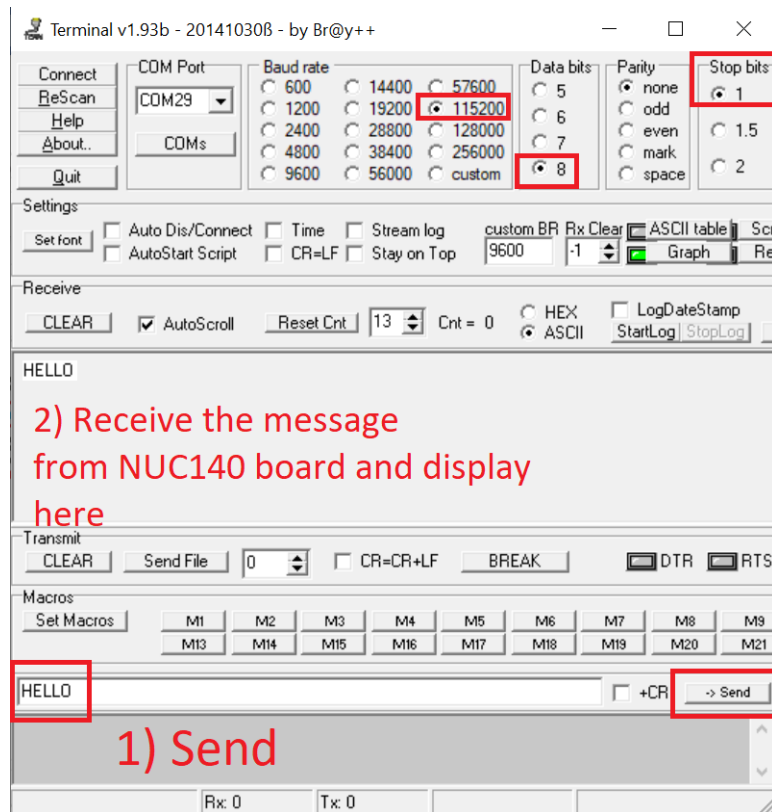 Terminal v1.93b - 20141030ß - by Br@y++
Connect
ReScan
Help
About..
Quit
COM Port
COM29
COMs
Baud rate
600 14400 57600
1200 19200 115200
2400 28800 128000
4800 38400 256000
9600 56000 custom
Data bits
5
6
7
8
Parity
none
odd
even
mark
space
Stop bits
1
1.5
2
Settings
Set font
Auto Dis/Connect Time Stream log
AutoStart Script CR=LF Stay on Top
custom BR Rx Clear
9600 -1
ASCII table Scr
Graph Re
Receive
CLEAR AutoScroll Reset Cnt 13 Cnt = 0
HEX
ASCII
LogDateStamp
StartLog StopLog
HELLO
2) Receive the message
from NUC140 board and display
here
Transmit
CLEAR Send File 0 CR=CR+LF BREAK DTR RTS
Macros
Set Macros M1 M2 M3 M4 M5 M6 M7 M8 M9
M13 M14 M15 M16 M17 M18 M19 M20 M21
HELLO +CR -> Send
1) Send
Rx: 0 Tx: 0